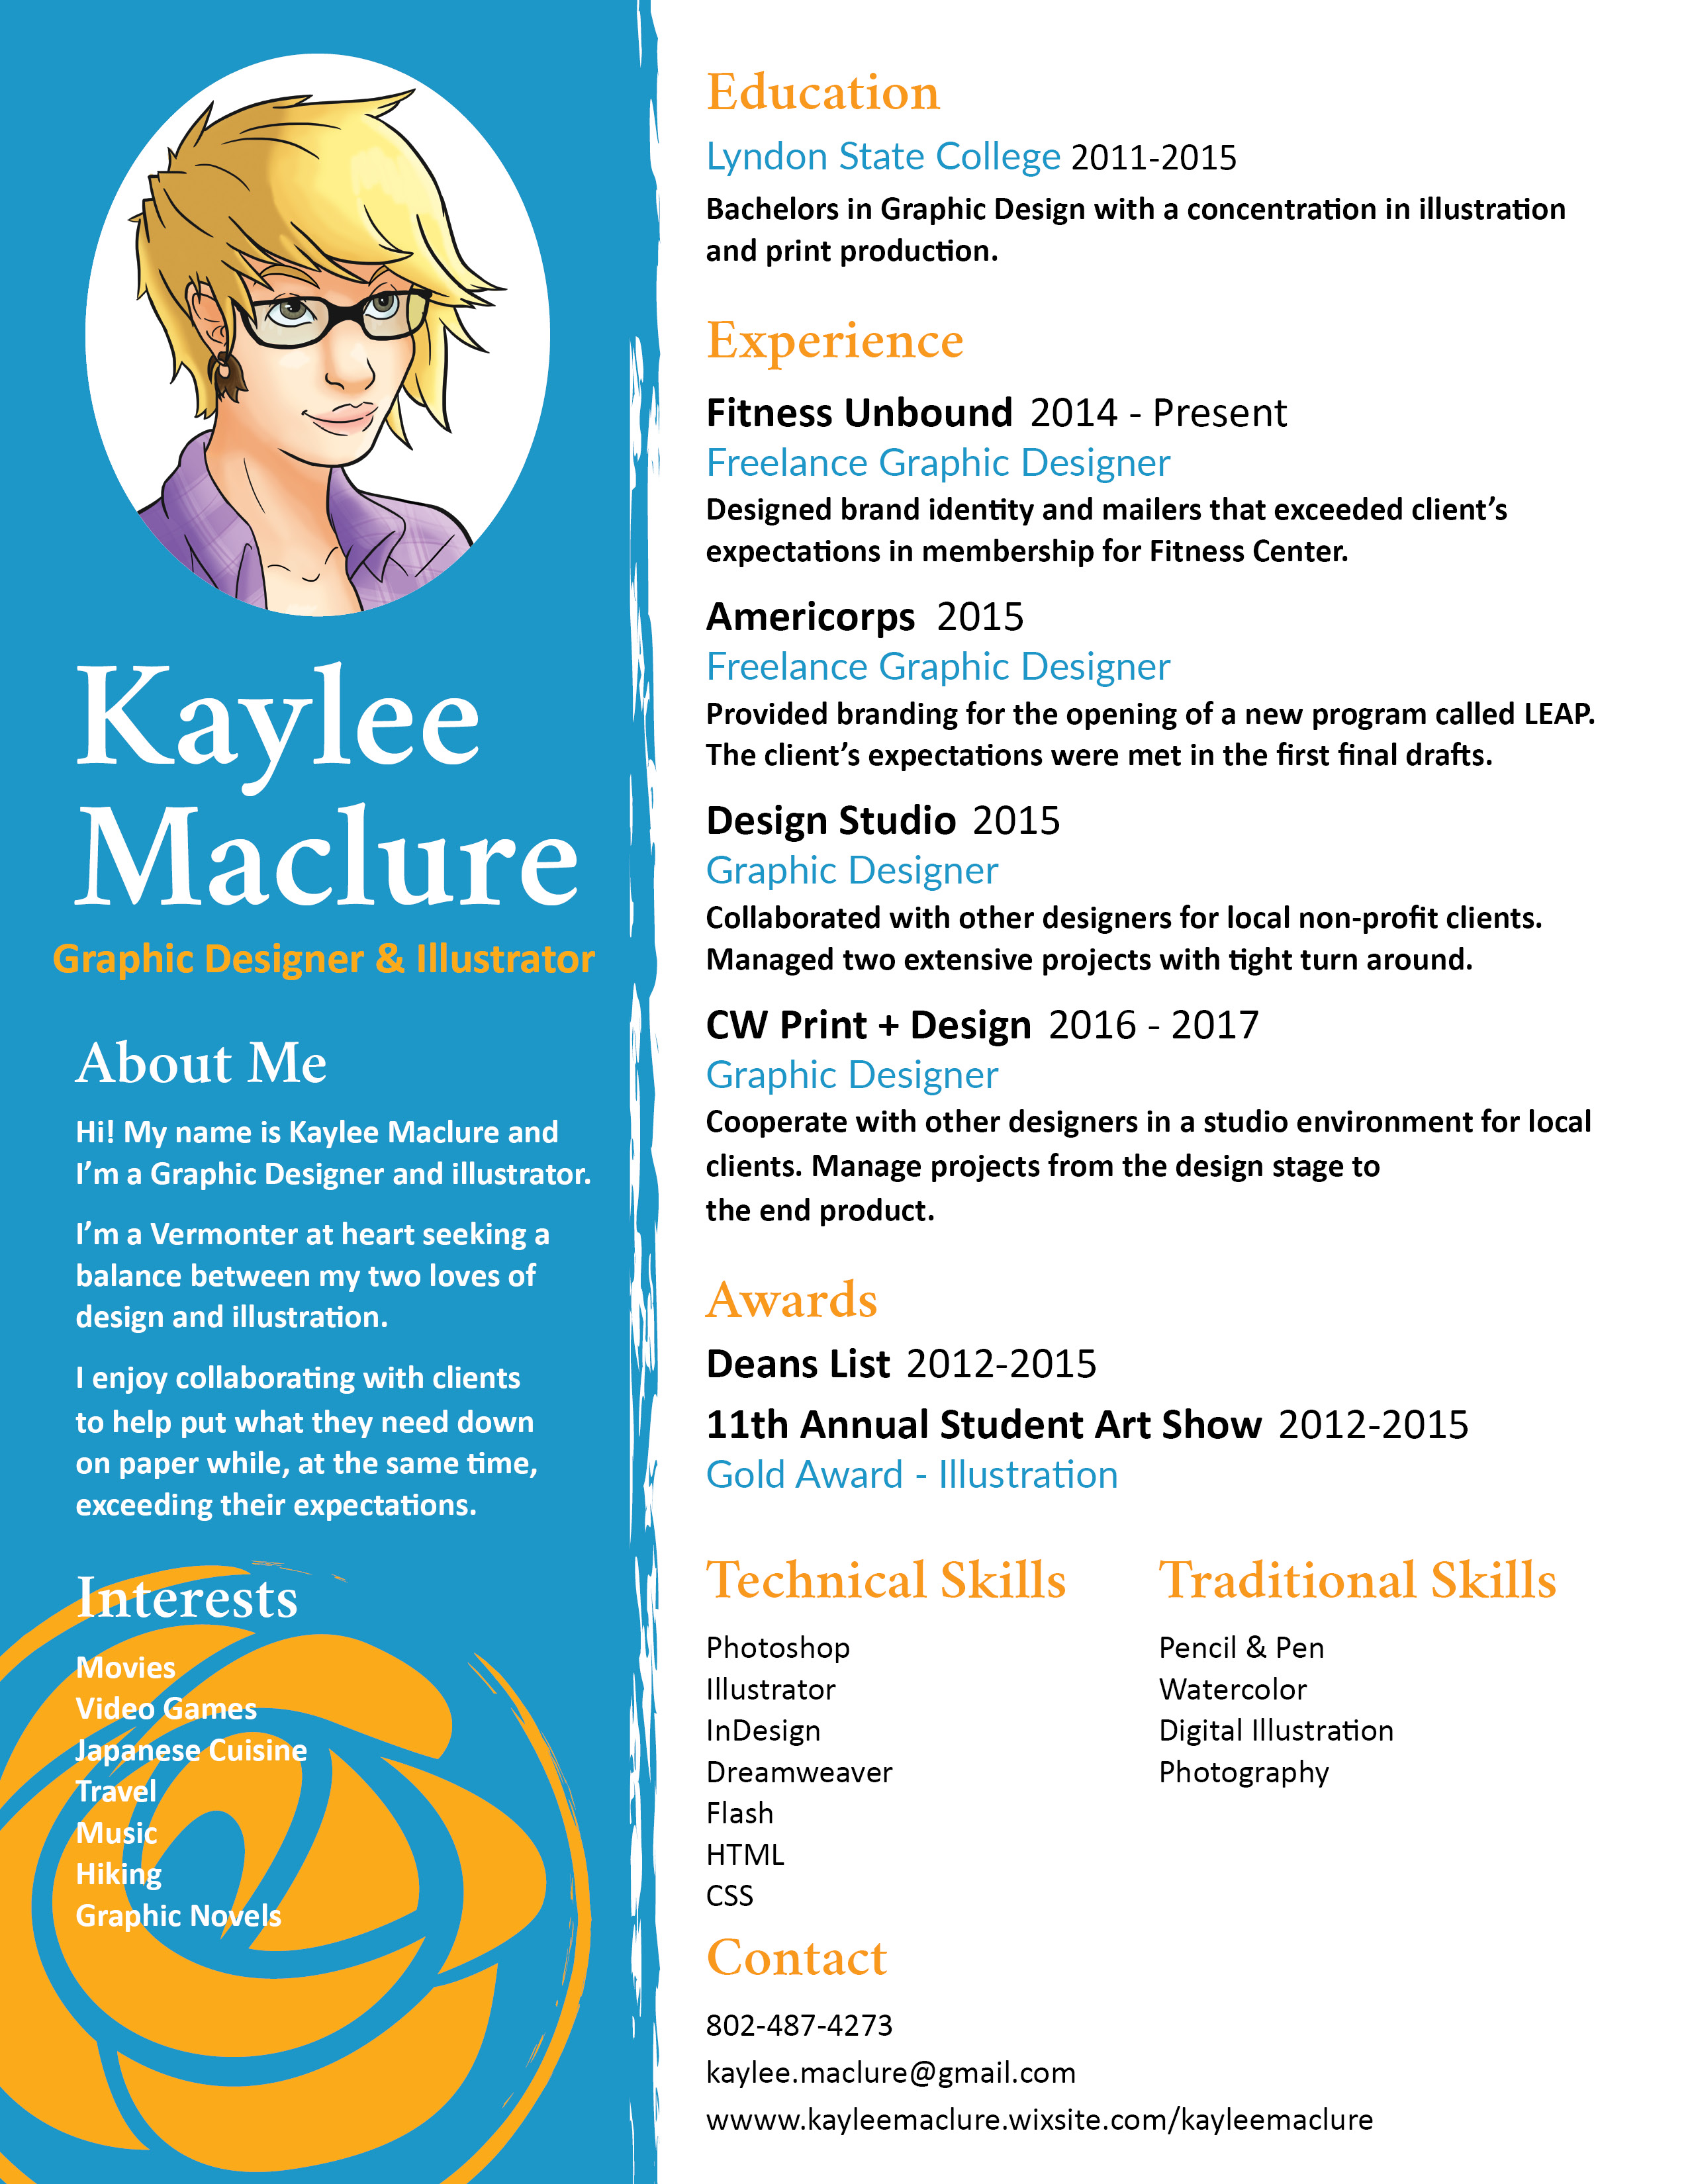 Kaylee
Maclure
Graphic Designer & Illustrator
About Me
Hi! My name is Kaylee Maclure and
I'm a Graphic Designer and illustrator.
I'm a Vermonter at heart seeking a
balance between my two loves of
design and illustration.
I enjoy collaborating with clients
to help put what they need down
on paper while, at the same time,
exceeding their expectations.
Interests
Movies
Video Games
Japanese Cuisine
Travel
Music
Hiking
Graphic Novels
Education
Lyndon State College 2011-2015
Bachelors in Graphic Design with a concentration in illustration
and print production.
Experience
Fitness Unbound 2014 - Present
Freelance Graphic Designer
Designed brand identity and mailers that exceeded client's
expectations in membership for Fitness Center.
Americorps 2015
Freelance Graphic Designer
Provided branding for the opening of a new program called LEAP.
The client's expectations were met in the first final drafts.
Design Studio 2015
Graphic Designer
Collaborated with other designers for local non-profit clients.
Managed two extensive projects with tight turn around.
CW Print + Design 2016 - 2017
Graphic Designer
Cooperate with other designers in a studio environment for local
clients. Manage projects from the design stage to
the end product.
Awards
Deans List 2012-2015
11th Annual Student Art Show 2012-2015
Gold Award - Illustration
Technical Skills
Photoshop
Illustrator
InDesign
Dreamweaver
Flash
HTML
CSS
Traditional Skills
Pencil & Pen
Watercolor
Digital Illustration
Photography
Contact
802-487-4273
kaylee.maclure@gmail.com
wwww.kayleemaclure.wixsite.com/kayleemaclure